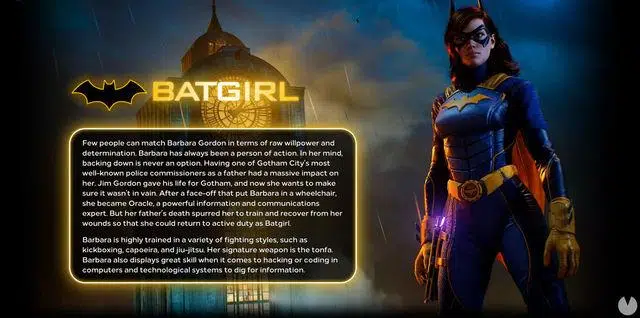 BATGIRL
Few people can match Barbara Gordon in terms of raw willpower and
determination. Barbara has always been a person of action. In her mind,
backing down is never an option. Having one of Gotham City's most
well-known police commissioners as a father had a massive impact on
her. Jim Gordon gave his life for Gotham, and now she wants to make
sure it wasn't in vain. After a face-off that put Barbara in a wheelchair,
she became Oracle, a powerful information and communications
expert. But her father's death spurred her to train and recover from her
wounds so that she could return to active duty as Batgirl.
Barbara is highly trained in a variety of fighting styles, such as
kickboxing, capoeira, and jiu-jitsu. Her signature weapon is the tonfa.
Barbara also displays great skill when it comes to hacking or coding in
computers and technological systems to dig for information.